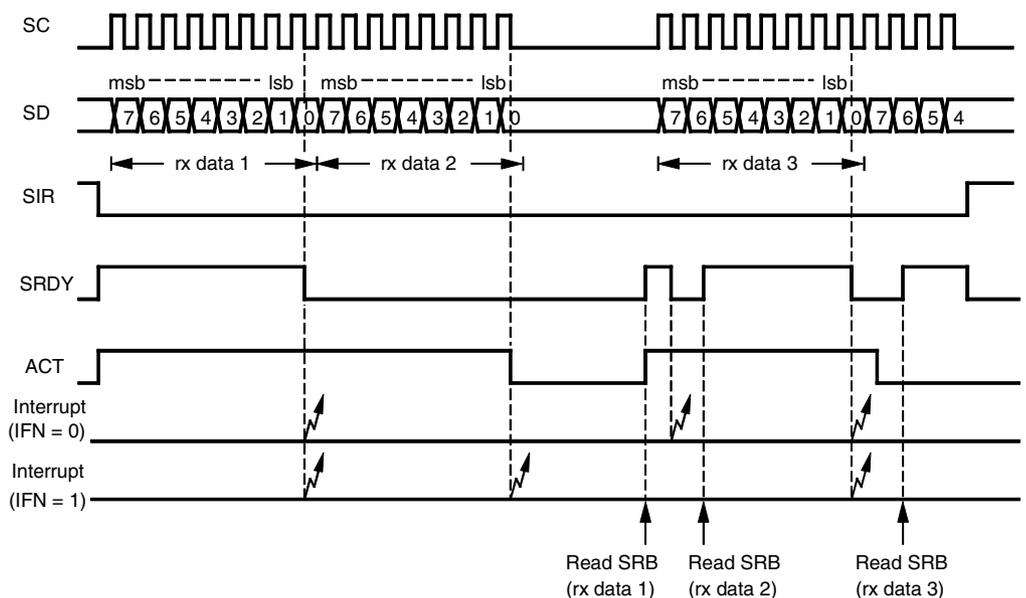 SC
msb lsb msb lsb msb lsb
SD 7 6 5 4 3 2 1 0 7 6 5 4 3 2 1 0 7 6 5 4 3 2 1 0 7 6 5 4
rx data 1 rx data 2 rx data 3
SIR
SRDY
ACT
Interrupt
(IFN = 0)
Interrupt
(IFN = 1)
Read SRB Read SRB Read SRB
(rx data 1) (rx data 2) (rx data 3)